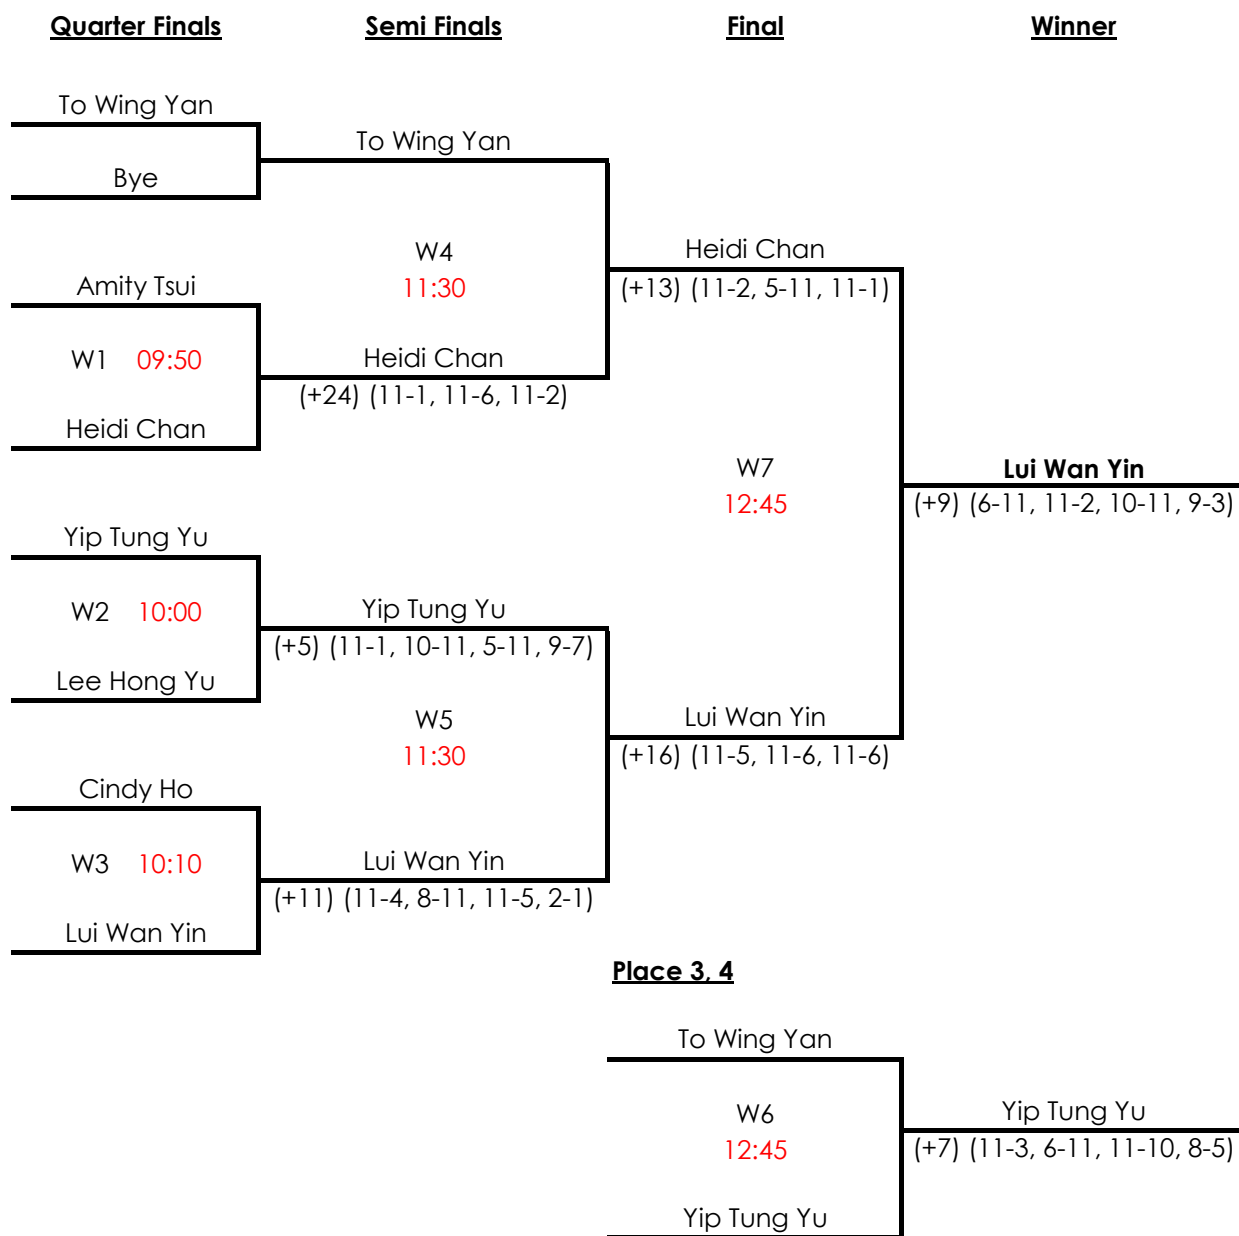 Quarter Finals Semi Finals Final Winner
To Wing Yan
To Wing Yan
Bye
W4
Heidi Chan
Amity Tsui
11:30
(+13) (11-2, 5-11, 11-1)
W1 09:50
Heidi Chan
(+24) (11-1, 11-6, 11-2)
Heidi Chan
W7
Lui Wan Yin
12:45
(+9) (6-11, 11-2, 10-11, 9-3)
Yip Tung Yu
W2 10:00
Yip Tung Yu
(+5) (11-1, 10-11, 5-11, 9-7)
Lee Hong Yu
W5
Lui Wan Yin
11:30
(+16) (11-5, 11-6, 11-6)
Cindy Ho
W3 10:10
Lui Wan Yin
(+11) (11-4, 8-11, 11-5, 2-1)
Lui Wan Yin
Place 3, 4
To Wing Yan
W6
Yip Tung Yu
12:45
(+7) (11-3, 6-11, 11-10, 8-5)
Yip Tung Yu